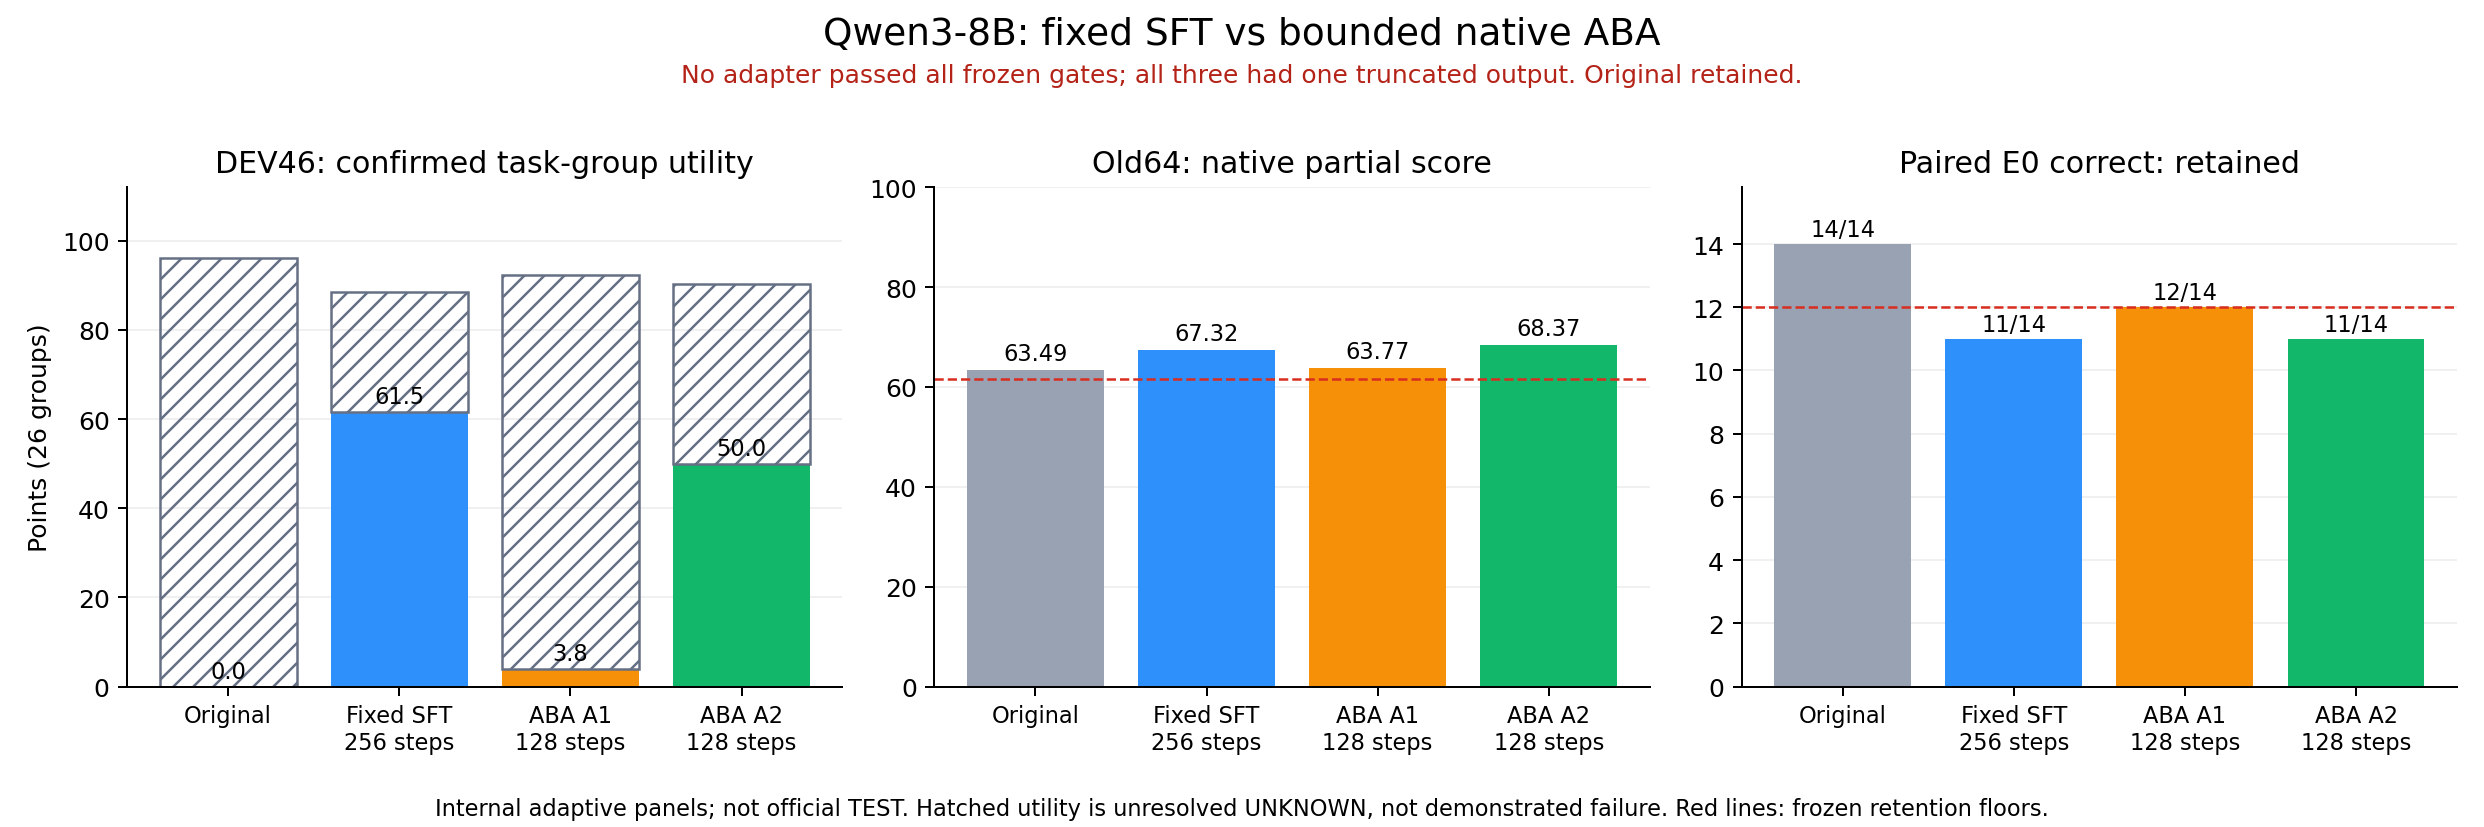 Qwen3-8B: fixed SFT vs bounded native ABA
No adapter passed all frozen gates; all three had one truncated output. Original retained.
DEV46: confirmed task-group utility
Points (26 groups)
100
80
60
40
20
0
0.0
61.5
3.8
50.0
Original
Fixed SFT
256 steps
ABA A1
128 steps
ABA A2
128 steps
Old64: native partial score
100
80
60
40
20
0
63.49
67.32
63.77
68.37
Original
Fixed SFT
256 steps
ABA A1
128 steps
ABA A2
128 steps
Paired E0 correct: retained
14
12
10
8
6
4
2
0
14/14
11/14
12/14
11/14
Original
Fixed SFT
256 steps
ABA A1
128 steps
ABA A2
128 steps
Internal adaptive panels; not official TEST. Hatched utility is unresolved UNKNOWN, not demonstrated failure. Red lines: frozen retention floors.